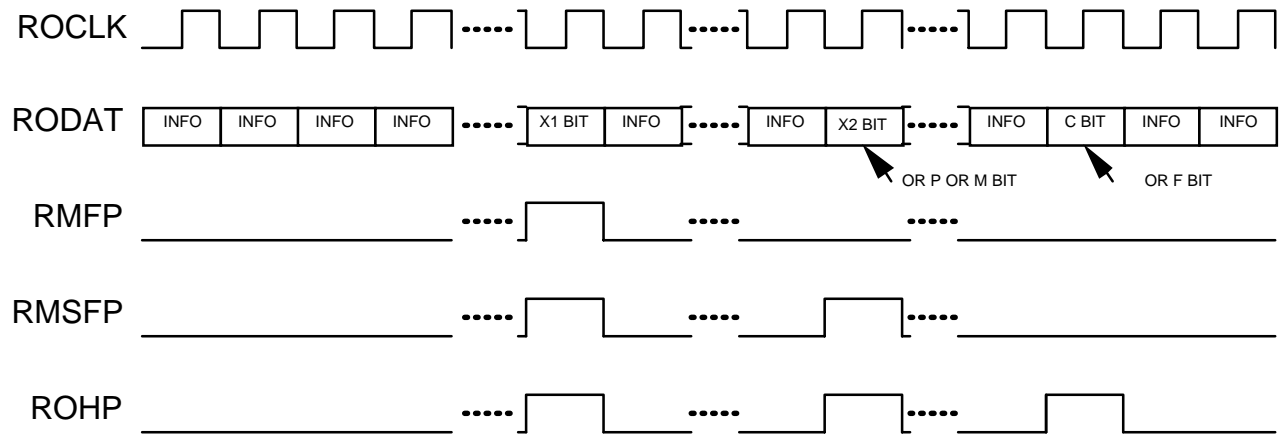 ROCLK
RODAT INFO INFO INFO INFO X1 BIT INFO INFO X2 BIT INFO C BIT INFO INFO
OR P OR M BIT OR F BIT
RMFP
RMSFP
ROHP